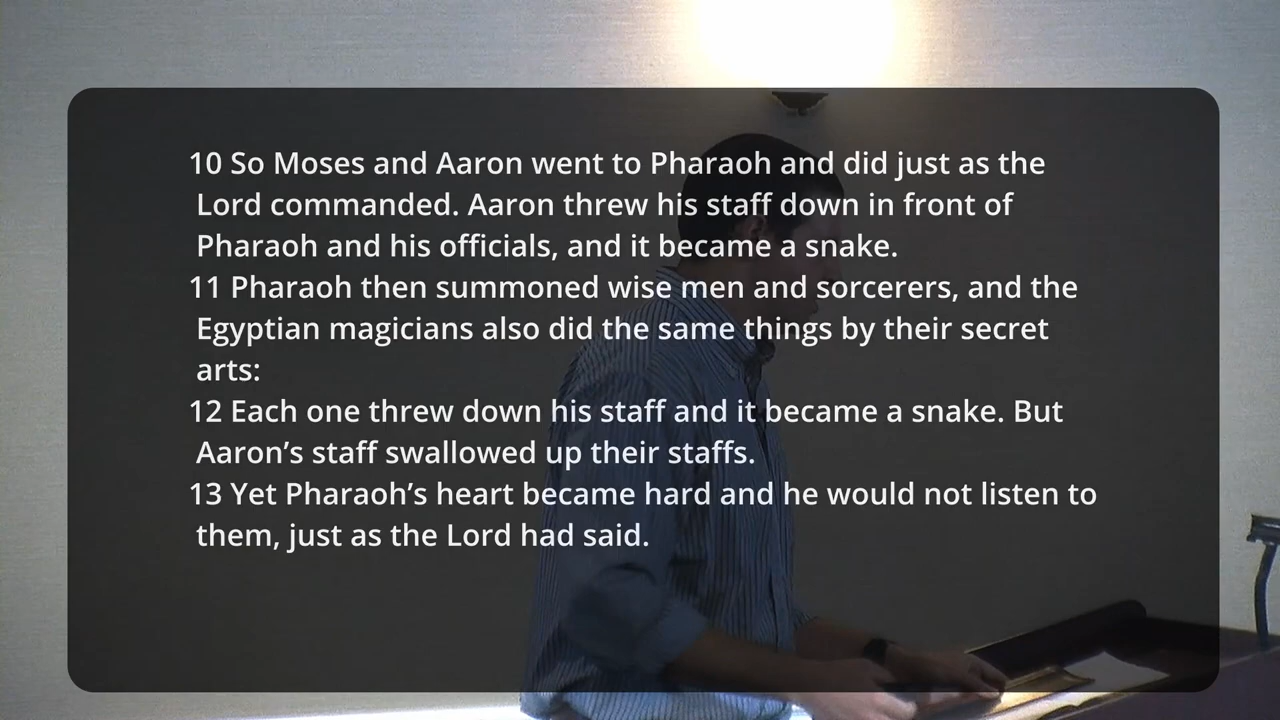 10 So Moses and Aaron went to Pharaoh and did just as the
Lord commanded. Aaron threw his staff down in front of
Pharaoh and his officials, and it became a snake.
11 Pharaoh then summoned wise men and sorcerers, and the
Egyptian magicians also did the same things by their secret
arts:
12 Each one threw down his staff and it became a snake. But
Aaron’s staff swallowed up their staffs.
13 Yet Pharaoh’s heart became hard and he would not listen to
them, just as the Lord had said.